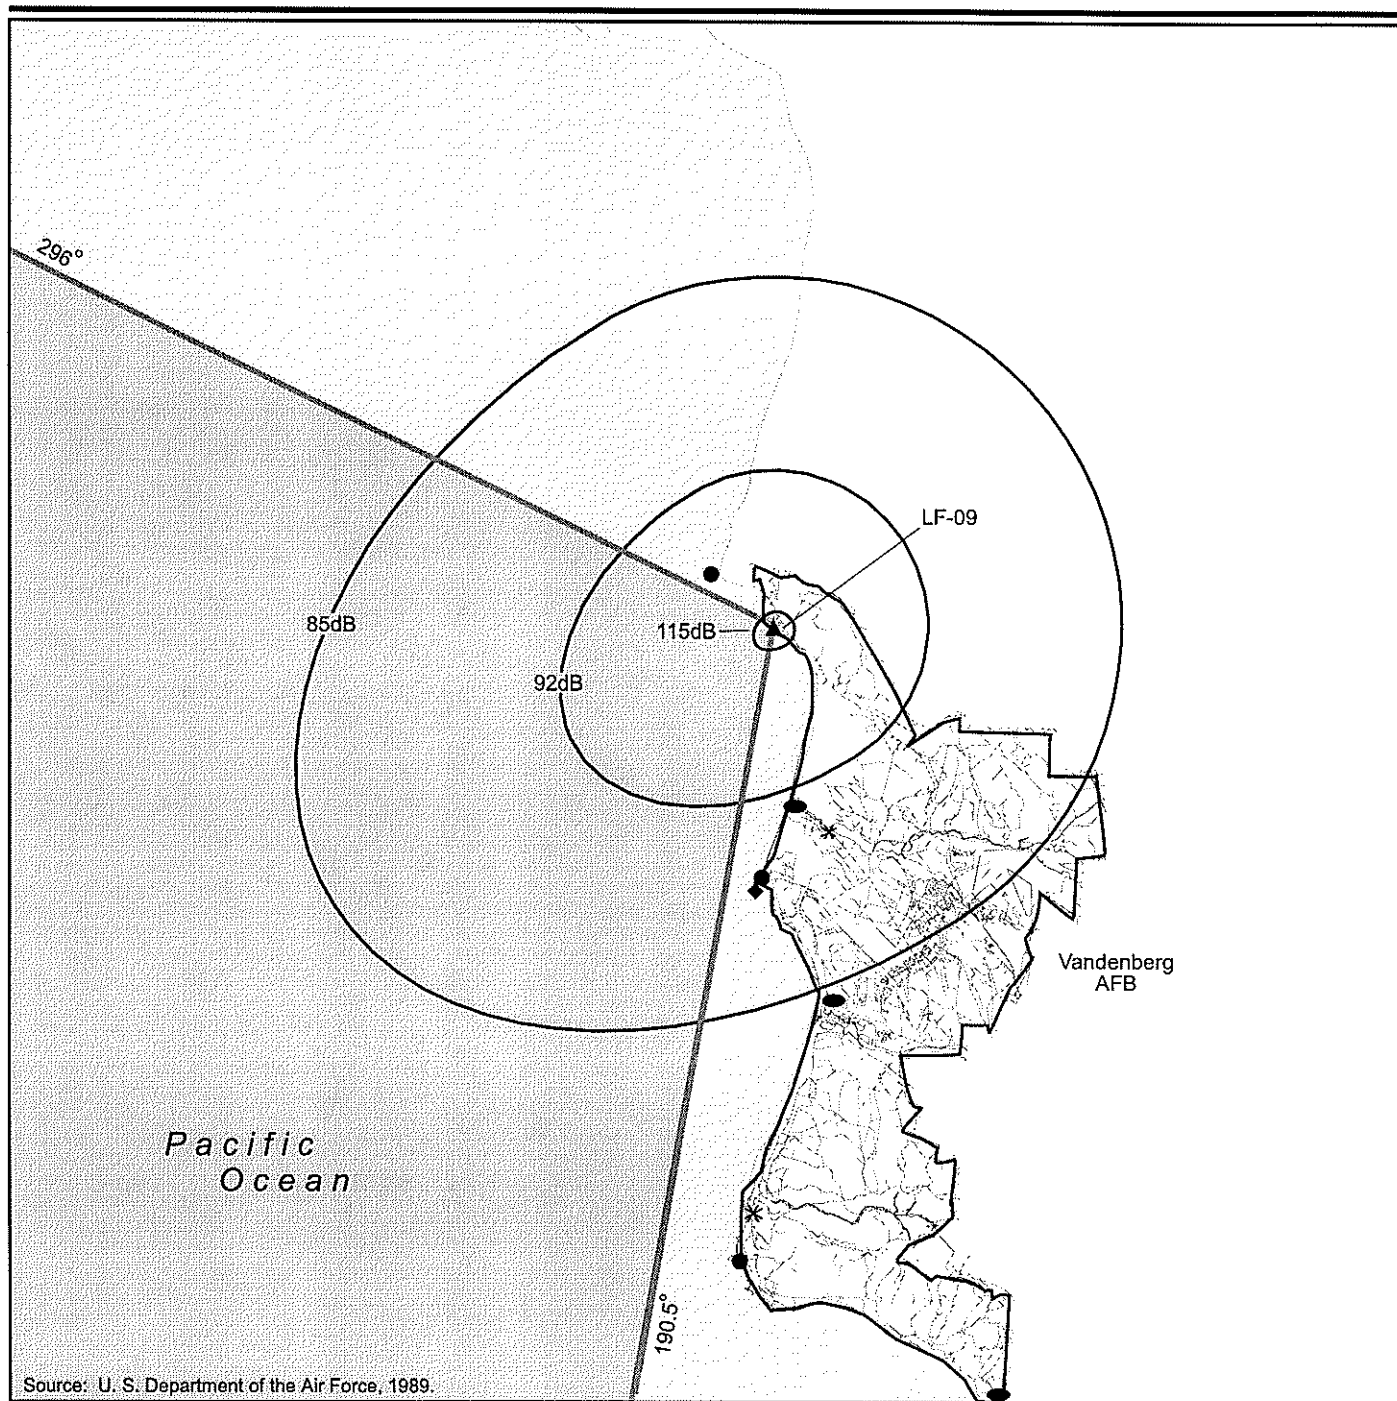 296°
LF-09
85dB
115dB
92dB
Vandenberg
AFB
Pacific
Ocean
190.5°
Source: U. S. Department of the Air Force, 1989.